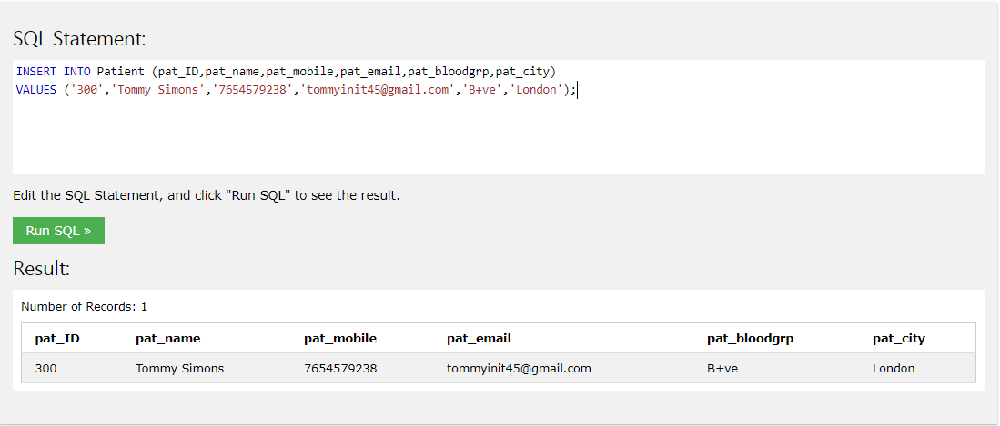 SQL Statement:
INSERT INTO Patient (pat_ID,pat_name,pat_mobile,pat_email,pat_bloodgrp,pat_city)
VALUES ('300','Tommy Simons','7654579238','tommyinit45@gmail.com','B+ve','London');
Edit the SQL Statement, and click "Run SQL" to see the result.
Run SQL »
Result:
Number of Records: 1
pat_ID pat_name pat_mobile pat_email pat_bloodgrp pat_city
300 Tommy Simons 7654579238 tommyinit45@gmail.com B+ve London